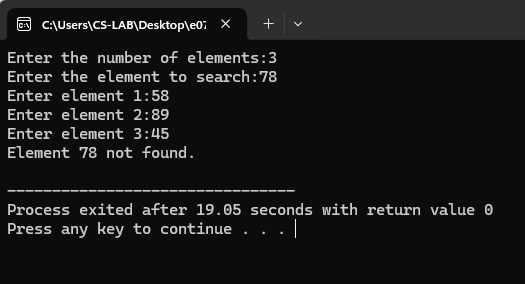 C:\Users\CS-LAB\Desktop\e07
Enter the number of elements:3
Enter the element to search:78
Enter element 1:58
Enter element 2:89
Enter element 3:45
Element 78 not found.
--------------------------------
Process exited after 19.05 seconds with return value 0
Press any key to continue . . .